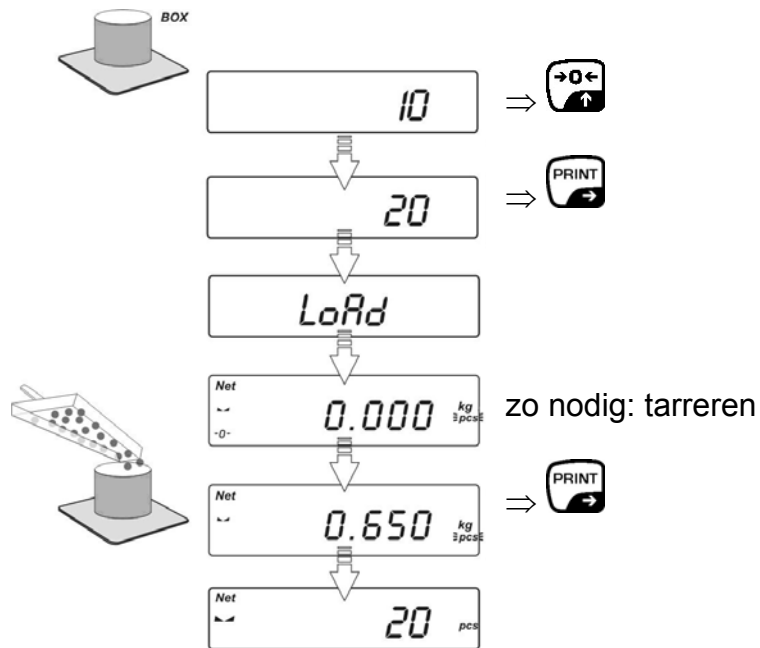 BOX
10 ⇒ →0←
20 ⇒ PRINT
LoAd
Net
-0-
0.000 kg pcs
zo nodig: tarreren
Net
0.650 kg pcs
⇒ PRINT
Net
20 pcs